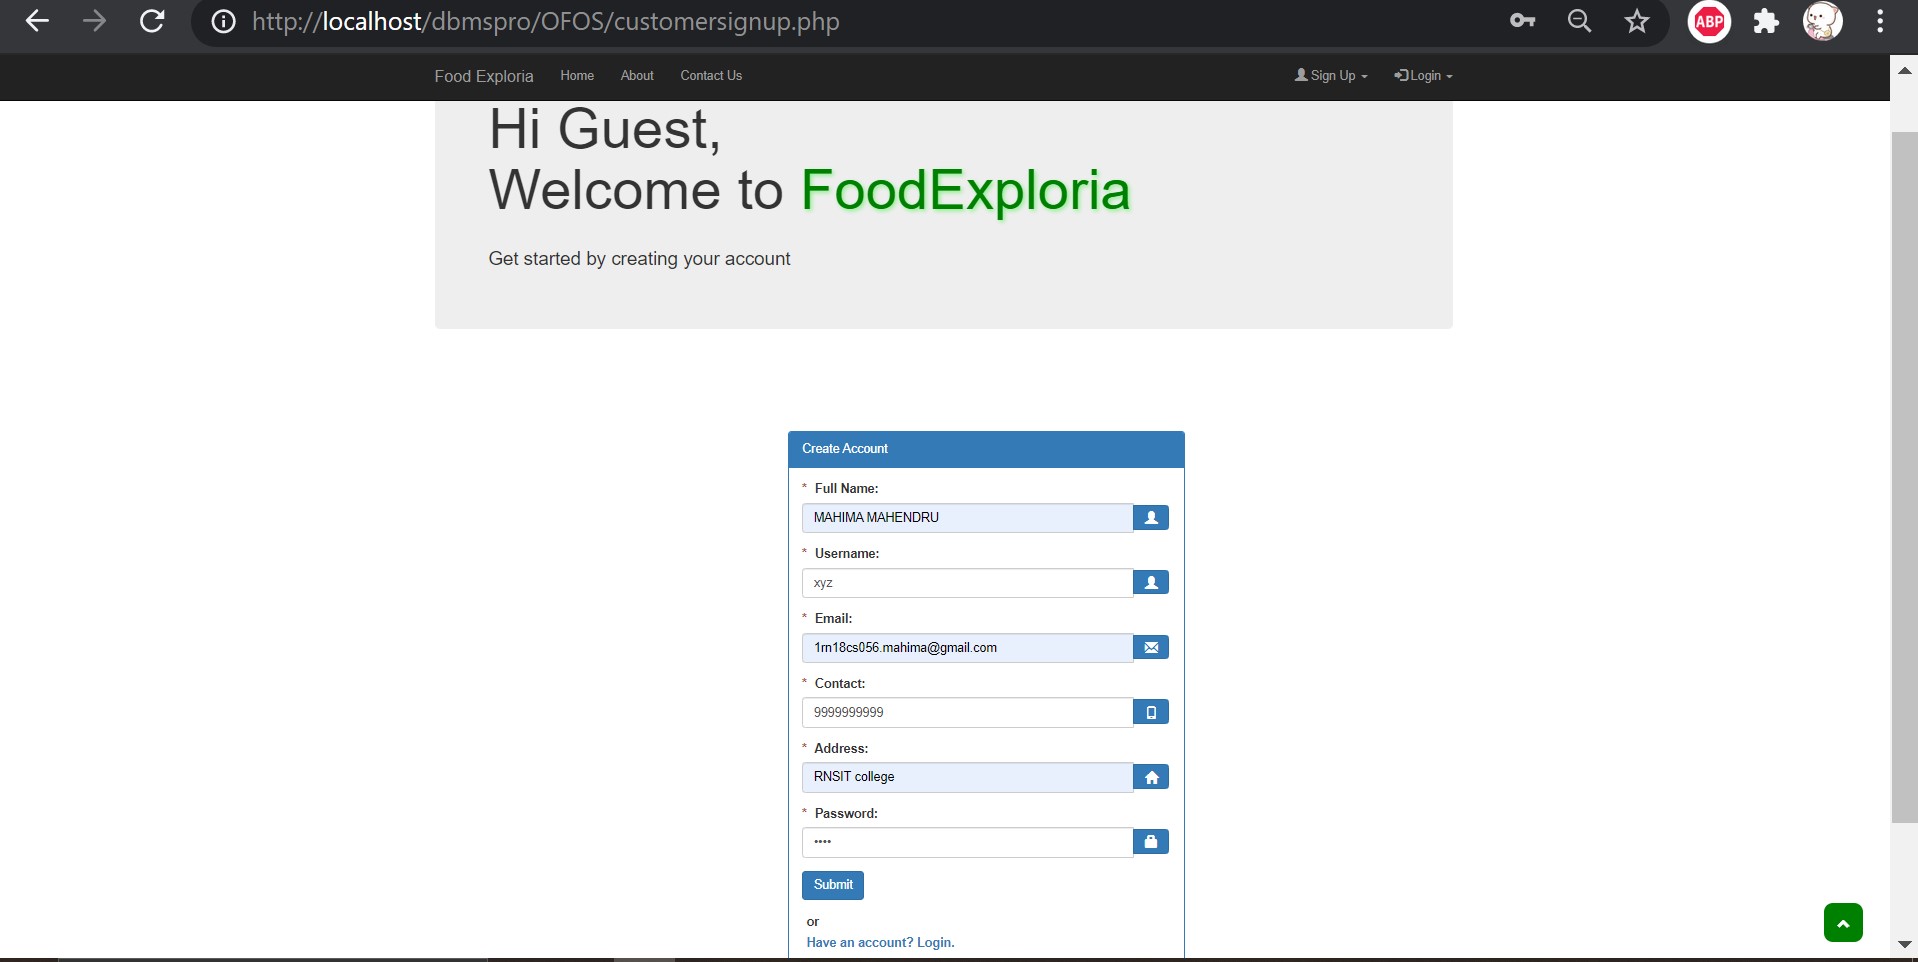 http://localhost/dbmspro/OFOS/customersignup.php
ABP
Food Exploria Home About Contact Us Sign Up Login
Hi Guest,
Welcome to FoodExploria
Get started by creating your account
Create Account
* Full Name:
MAHIMA MAHENDRU
* Username:
xyz
* Email:
1rn18cs056.mahima@gmail.com
* Contact:
9999999999
* Address:
RNSIT college
* Password:
••••
Submit
or
Have an account? Login.